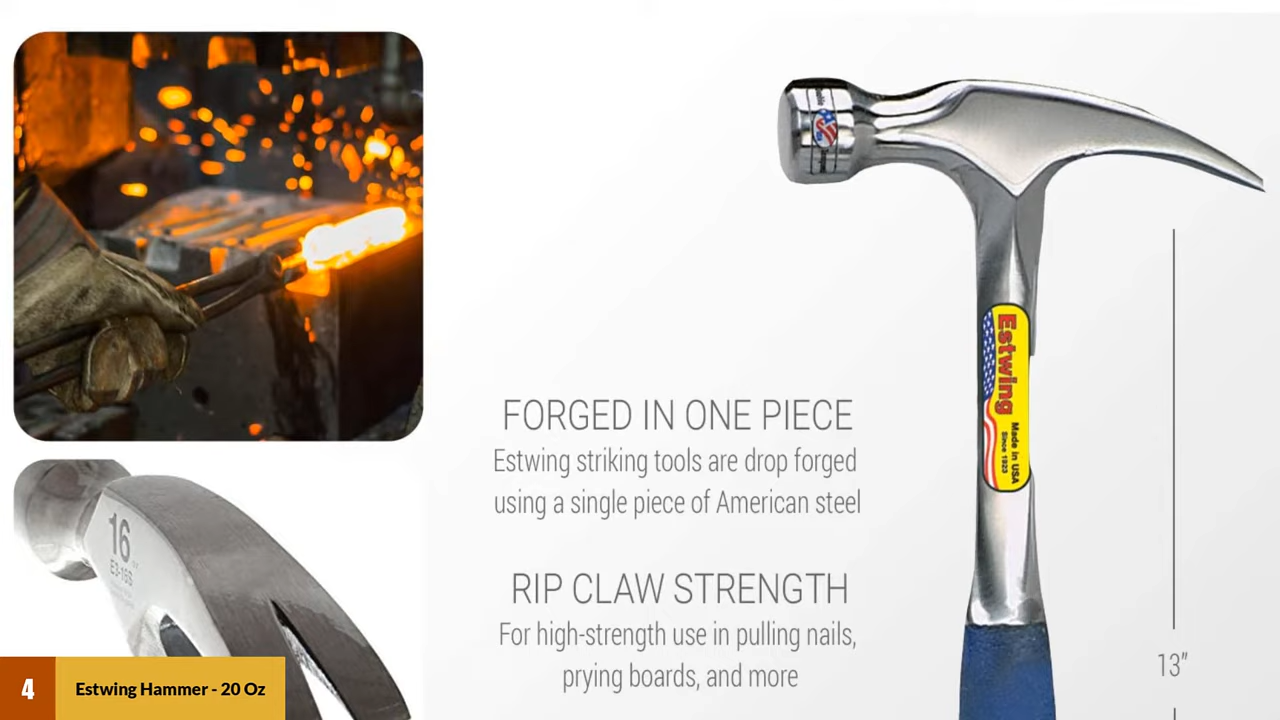 FORGED IN ONE PIECE
Estwing striking tools are drop forged
using a single piece of American steel
RIP CLAW STRENGTH
For high-strength use in pulling nails,
prying boards, and more
Estwing
Made in USA
Since 1923
13”
16
E3-16S
4
Estwing Hammer - 20 Oz